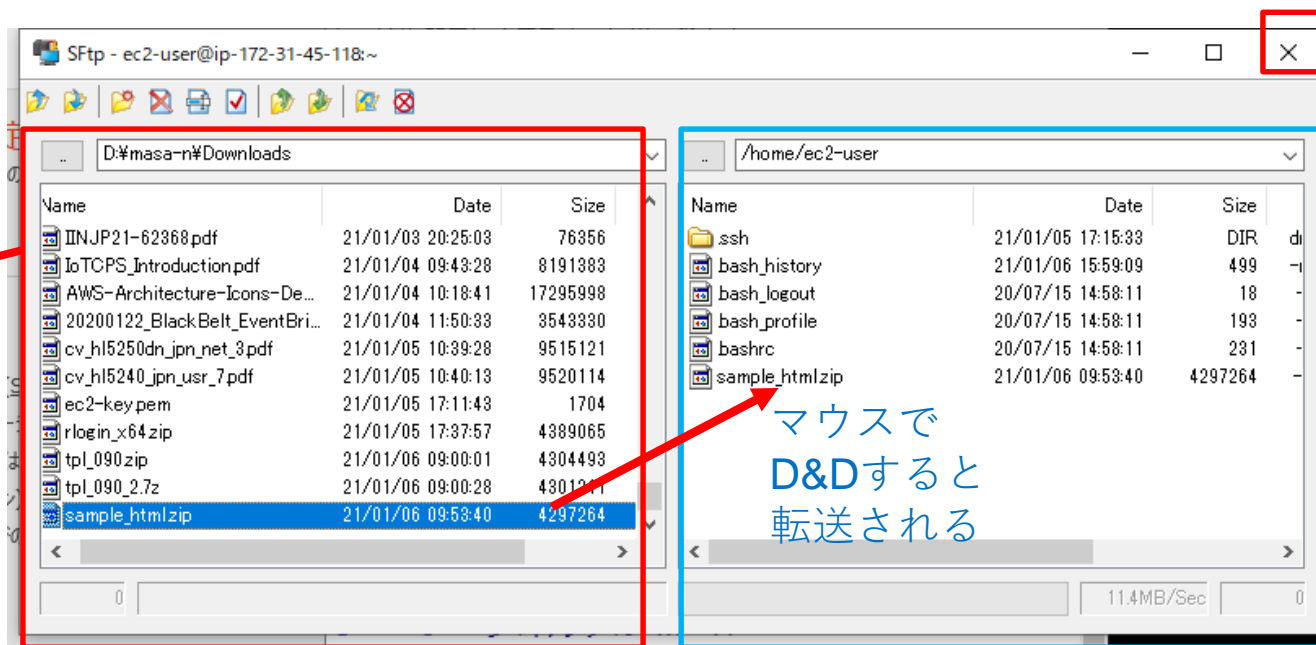 SFtp - ec2-user@ip-172-31-45-118:~
.. D:¥masa-n¥Downloads
Name Date Size
IINJP21-62368.pdf 21/01/03 20:25:03 76356
IoTCPS_Introduction.pdf 21/01/04 09:43:28 8191383
AWS-Architecture-Icons-De... 21/01/04 10:18:41 17295998
20200122_BlackBelt_EventBri... 21/01/04 11:50:33 3543330
cv_hl5250dn_jpn_net_3.pdf 21/01/05 10:39:28 9515121
cv_hl5240_jpn_usr_7.pdf 21/01/05 10:40:13 9520114
ec2-key.pem 21/01/05 17:11:43 1704
rlogin_x64.zip 21/01/05 17:37:57 4389065
tpl_090.zip 21/01/06 09:00:01 4304493
tpl_090_2.7z 21/01/06 09:00:28
sample_html.zip 21/01/06 09:53:40 4297264
0
.. /home/ec2-user
Name Date Size
.ssh 21/01/05 17:15:33 DIR
.bash_history 21/01/06 15:59:09 499
.bash_logout 20/07/15 14:58:11 18
.bash_profile 20/07/15 14:58:11 193
.bashrc 20/07/15 14:58:11 231
sample_html.zip 21/01/06 09:53:40 4297264
マウスで
D&Dすると
転送される
11.4MB/Sec 0